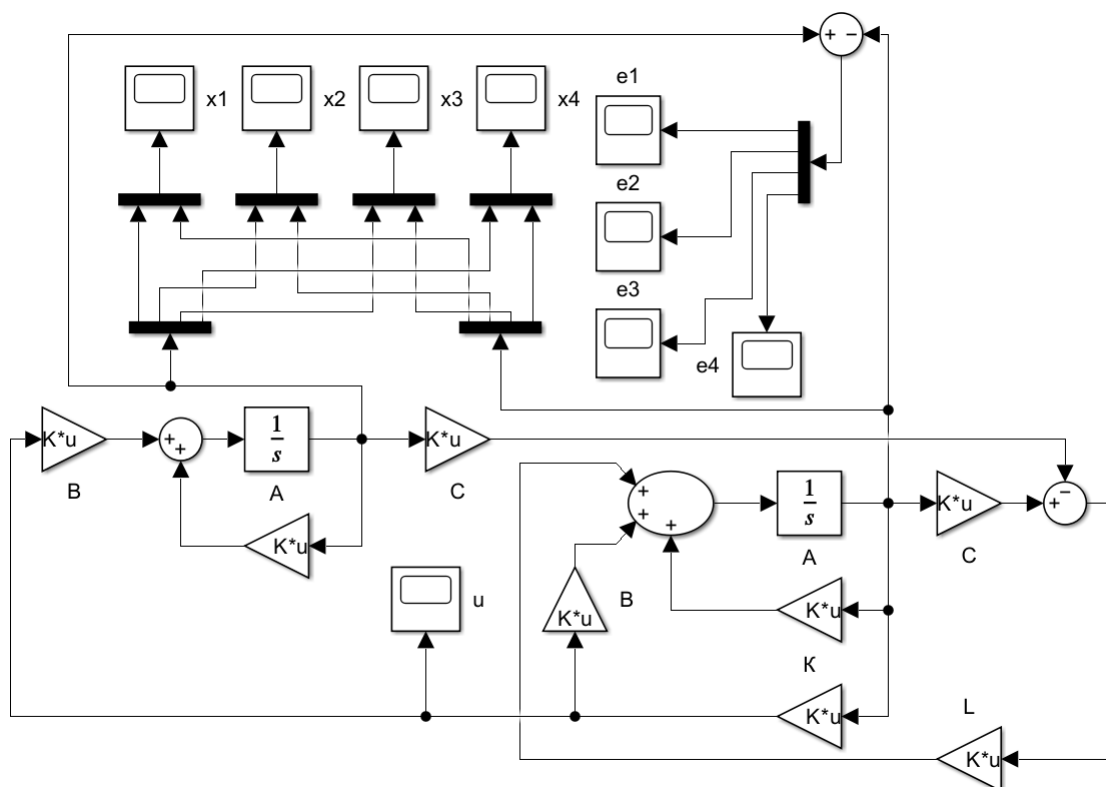 + −
e1
x1 x2 x3 x4
e2
e3
e4
K*u
+
+
1
s
K*u
B
A
C
K*u
+
+
+
1
s
K*u
−
+
A
C
u
K*u
B
K*u
К
K*u
L
K*u